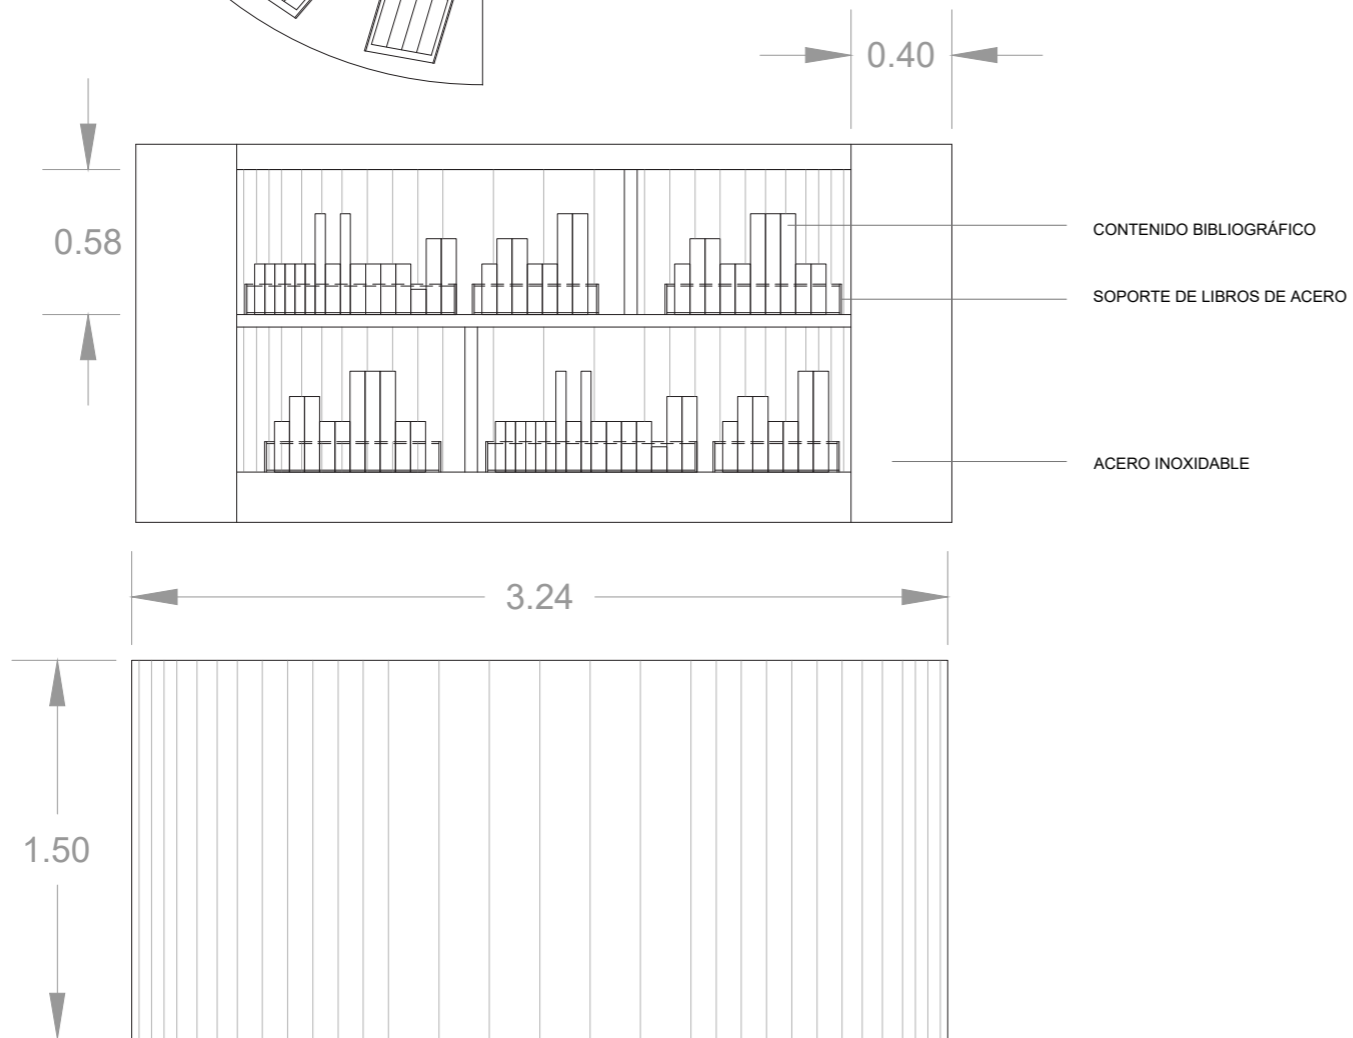 0.40
CONTENIDO BIBLIOGRÁFICO
0.58
SOPORTE DE LIBROS DE ACERO
ACERO INOXIDABLE
3.24
1.50